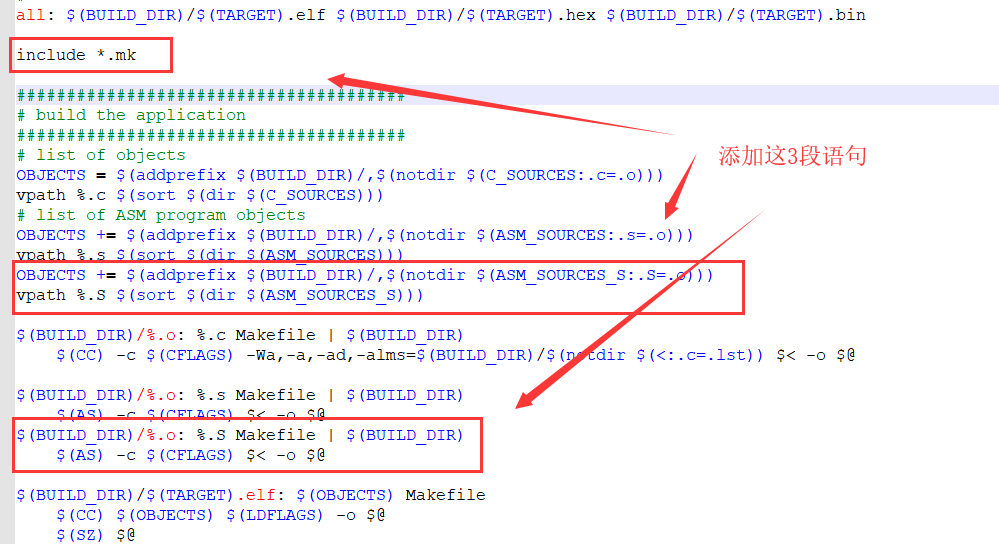 all: $(BUILD_DIR)/$(TARGET).elf $(BUILD_DIR)/$(TARGET).hex $(BUILD_DIR)/$(TARGET).bin
include *.mk
#######################################
# build the application
#######################################
# list of objects
添加这3段语句
OBJECTS = $(addprefix $(BUILD_DIR)/,$(notdir $(C_SOURCES:.c=.o)))
vpath %.c $(sort $(dir $(C_SOURCES)))
# list of ASM program objects
OBJECTS += $(addprefix $(BUILD_DIR)/,$(notdir $(ASM_SOURCES:.s=.o)))
vpath %.s $(sort $(dir $(ASM_SOURCES)))
OBJECTS += $(addprefix $(BUILD_DIR)/,$(notdir $(ASM_SOURCES_S:.S=.o)))
vpath %.S $(sort $(dir $(ASM_SOURCES_S)))
$(BUILD_DIR)/%.o: %.c Makefile | $(BUILD_DIR)
$(CC) -c $(CFLAGS) -Wa,-a,-ad,-alms=$(BUILD_DIR)/$(notdir $(<:.c=.lst)) $< -o $@
$(BUILD_DIR)/%.o: %.s Makefile | $(BUILD_DIR)
$(AS) -c $(CFLAGS) $< -o $@
$(BUILD_DIR)/%.o: %.S Makefile | $(BUILD_DIR)
$(AS) -c $(CFLAGS) $< -o $@
$(BUILD_DIR)/$(TARGET).elf: $(OBJECTS) Makefile
$(CC) $(OBJECTS) $(LDFLAGS) -o $@
$(SZ) $@